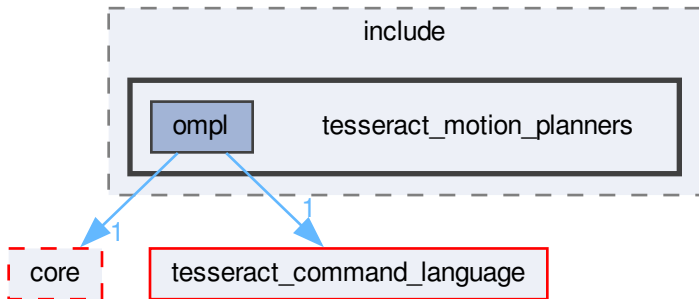 include
ompl
tesseract_motion_planners
1
1
core
tesseract_command_language